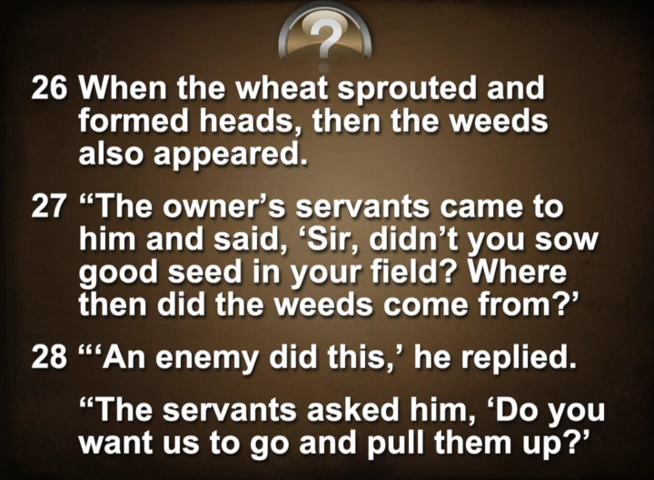 ?
26 When the wheat sprouted and
formed heads, then the weeds
also appeared.
27 “The owner’s servants came to
him and said, ‘Sir, didn’t you sow
good seed in your field? Where
then did the weeds come from?’
28 “‘An enemy did this,’ he replied.
“The servants asked him, ‘Do you
want us to go and pull them up?’